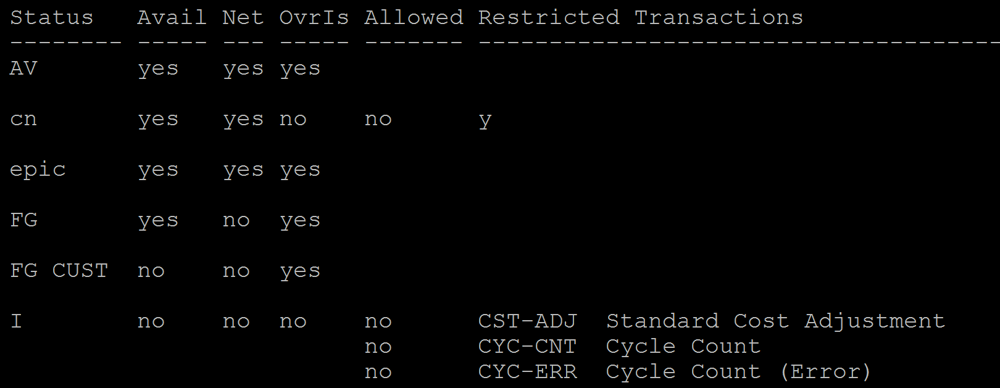 Status   Avail Net OvrIs Allowed Restricted Transactions
-------- ----- --- ----- ------- -------------------------------------
AV       yes   yes yes
cn       yes   yes no    no      y
epic     yes   yes yes
FG       yes   no  yes
FG CUST  no    no  yes
I        no    no  no    no      CST-ADJ  Standard Cost Adjustment
                         no      CYC-CNT  Cycle Count
                         no      CYC-ERR  Cycle Count (Error)